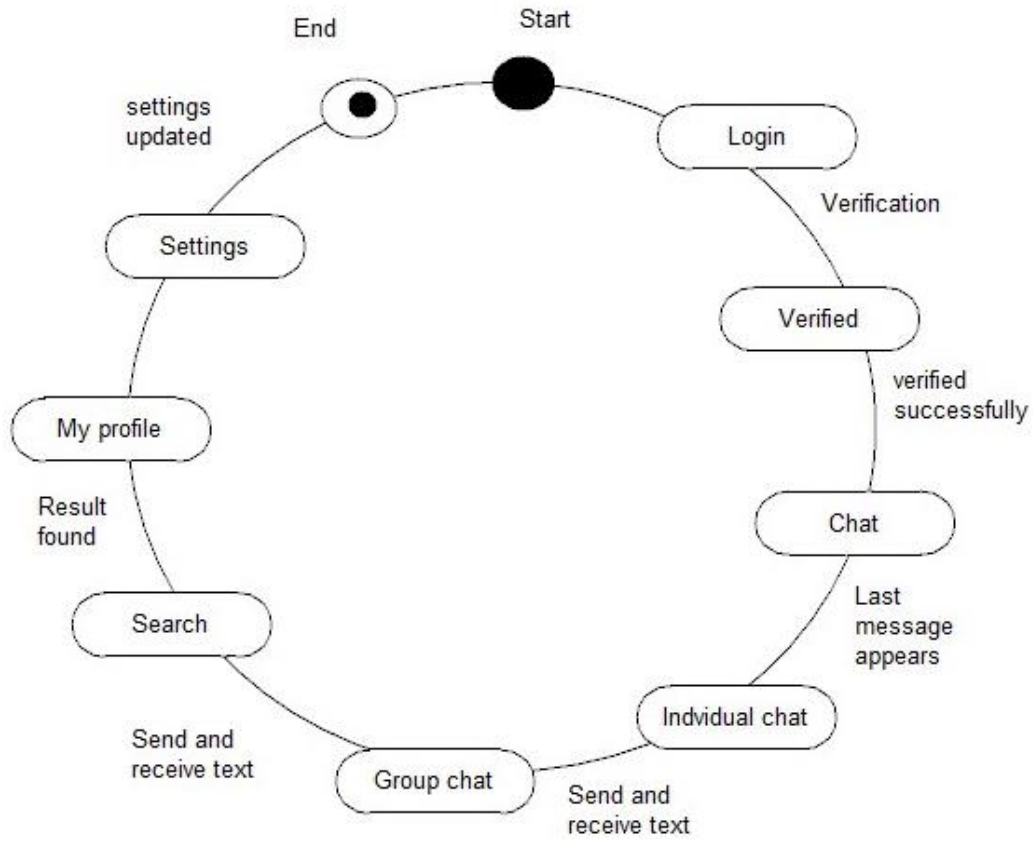 End
Start
settings
updated
Login
Verification
Settings
Verified
verified
successfully
My profile
Result
found
Chat
Last
message
appears
Search
Indvidual chat
Send and
receive text
Group chat
Send and
receive text